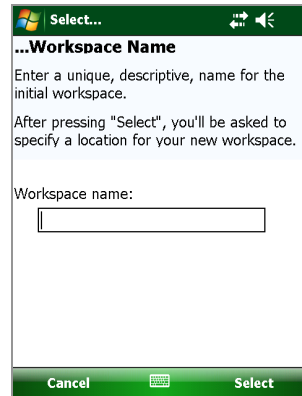 Select...
...Workspace Name
Enter a unique, descriptive, name for the
initial workspace.
After pressing "Select", you'll be asked to
specify a location for your new workspace.
Workspace name:
Cancel Select